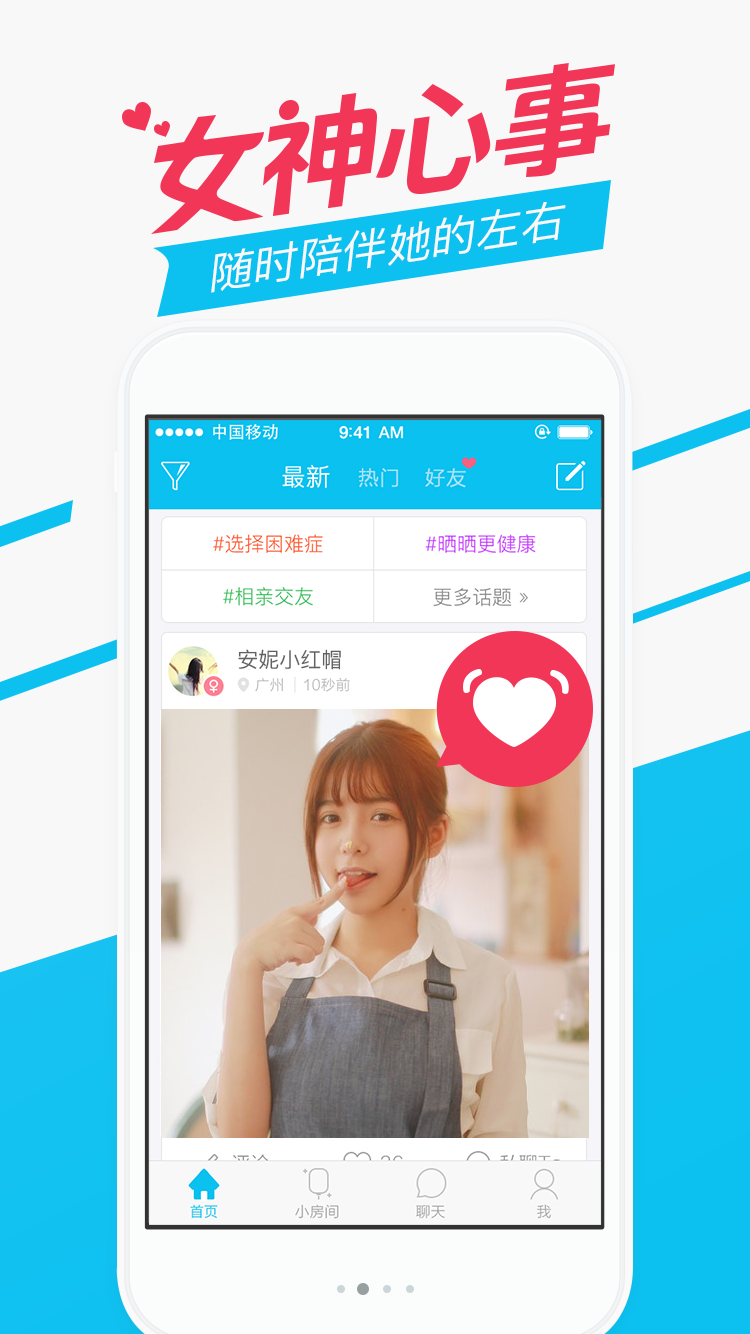 女神心事
随时陪伴她的左右
中国移动 9:41 AM
最新 热门 好友
#选择困难症 #晒晒更健康
#相亲交友 更多话题 »
安妮小红帽
广州 10秒前
首页 小房间 聊天 我